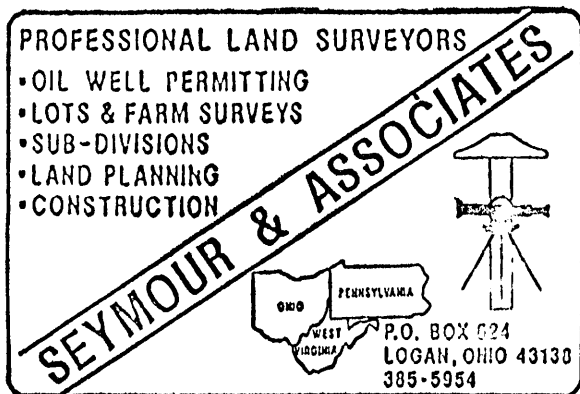 PROFESSIONAL LAND SURVEYORS
•OIL WELL PERMITTING
•LOTS & FARM SURVEYS
•SUB-DIVISIONS
•LAND PLANNING
•CONSTRUCTION
SEYMOUR & ASSOCIATES
OHIO
PENNSYLVANIA
WEST
VIRGINIA
P.O. BOX 624
LOGAN, OHIO 43138
385-5954